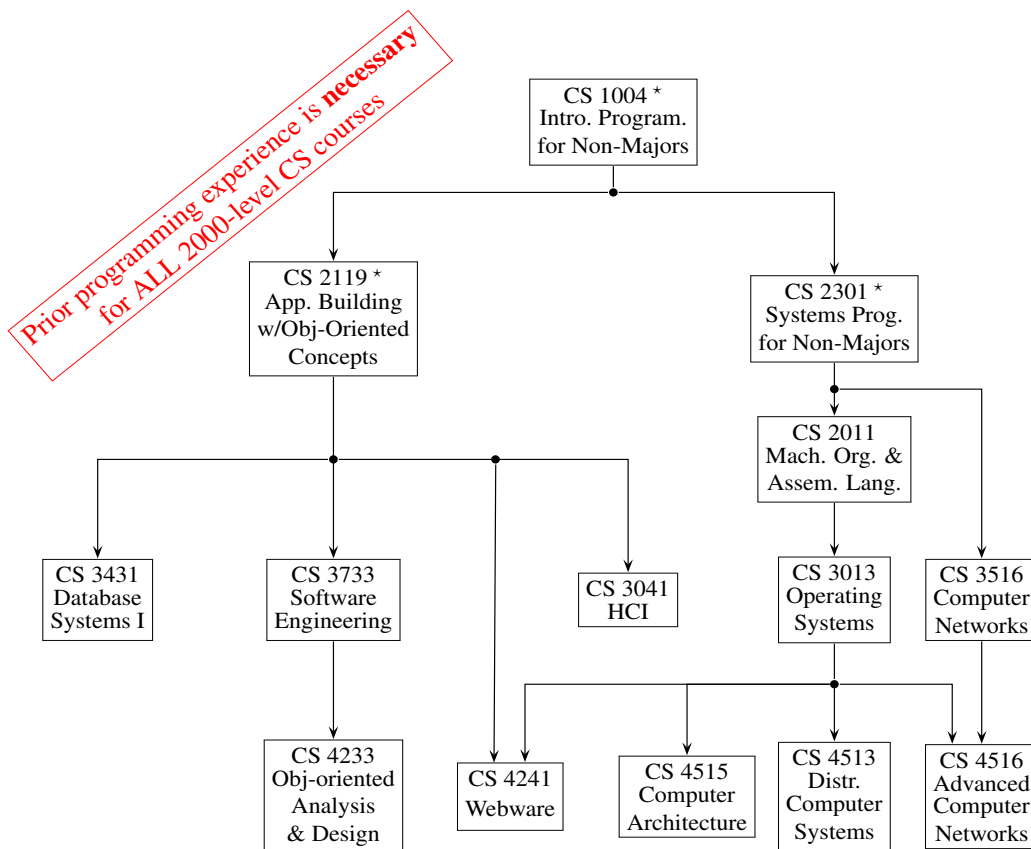 Prior programming experience is necessary
for ALL 2000-level CS courses
CS 1004 *
Intro. Program.
for Non-Majors
CS 2119 *
App. Building
w/Obj-Oriented
Concepts
CS 2301 *
Systems Prog.
for Non-Majors
CS 2011
Mach. Org. &
Assem. Lang.
CS 3431
Database
Systems I
CS 3733
Software
Engineering
CS 3041
HCI
CS 3013
Operating
Systems
CS 3516
Computer
Networks
CS 4233
Obj-oriented
Analysis
& Design
CS 4241
Webware
CS 4515
Computer
Architecture
CS 4513
Distr.
Computer
Systems
CS 4516
Advanced
Computer
Networks